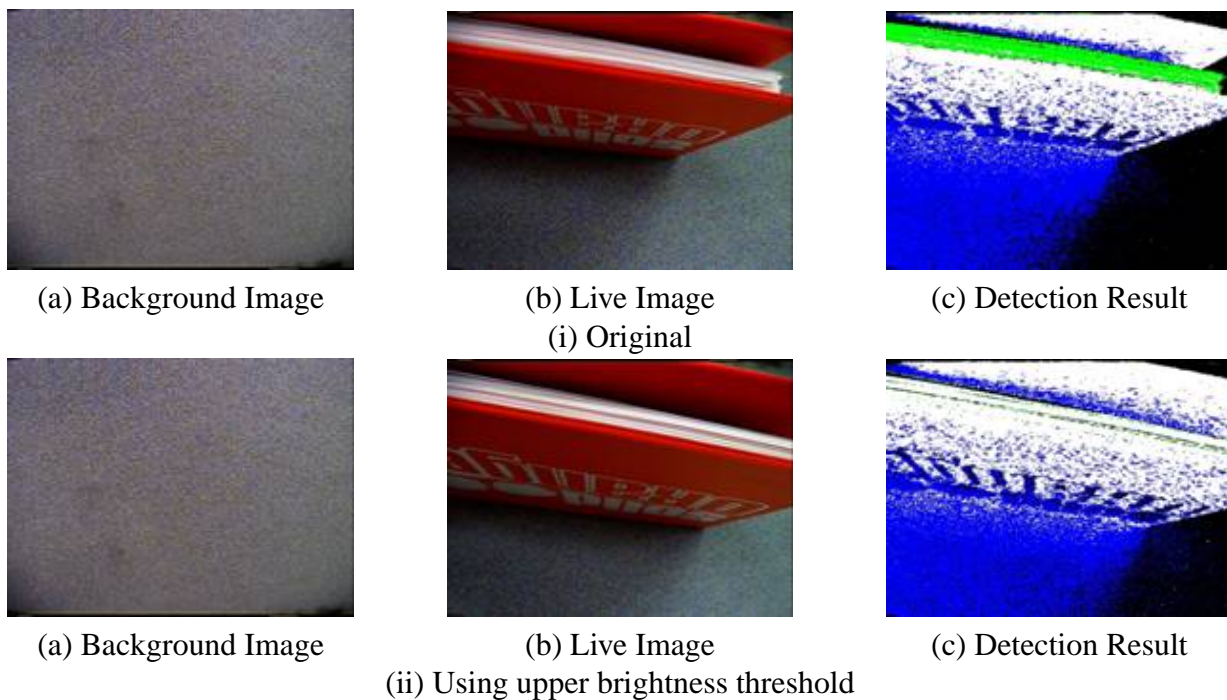 (a) Background Image
(b) Live Image
(c) Detection Result
(i) Original
(a) Background Image
(b) Live Image
(c) Detection Result
(ii) Using upper brightness threshold